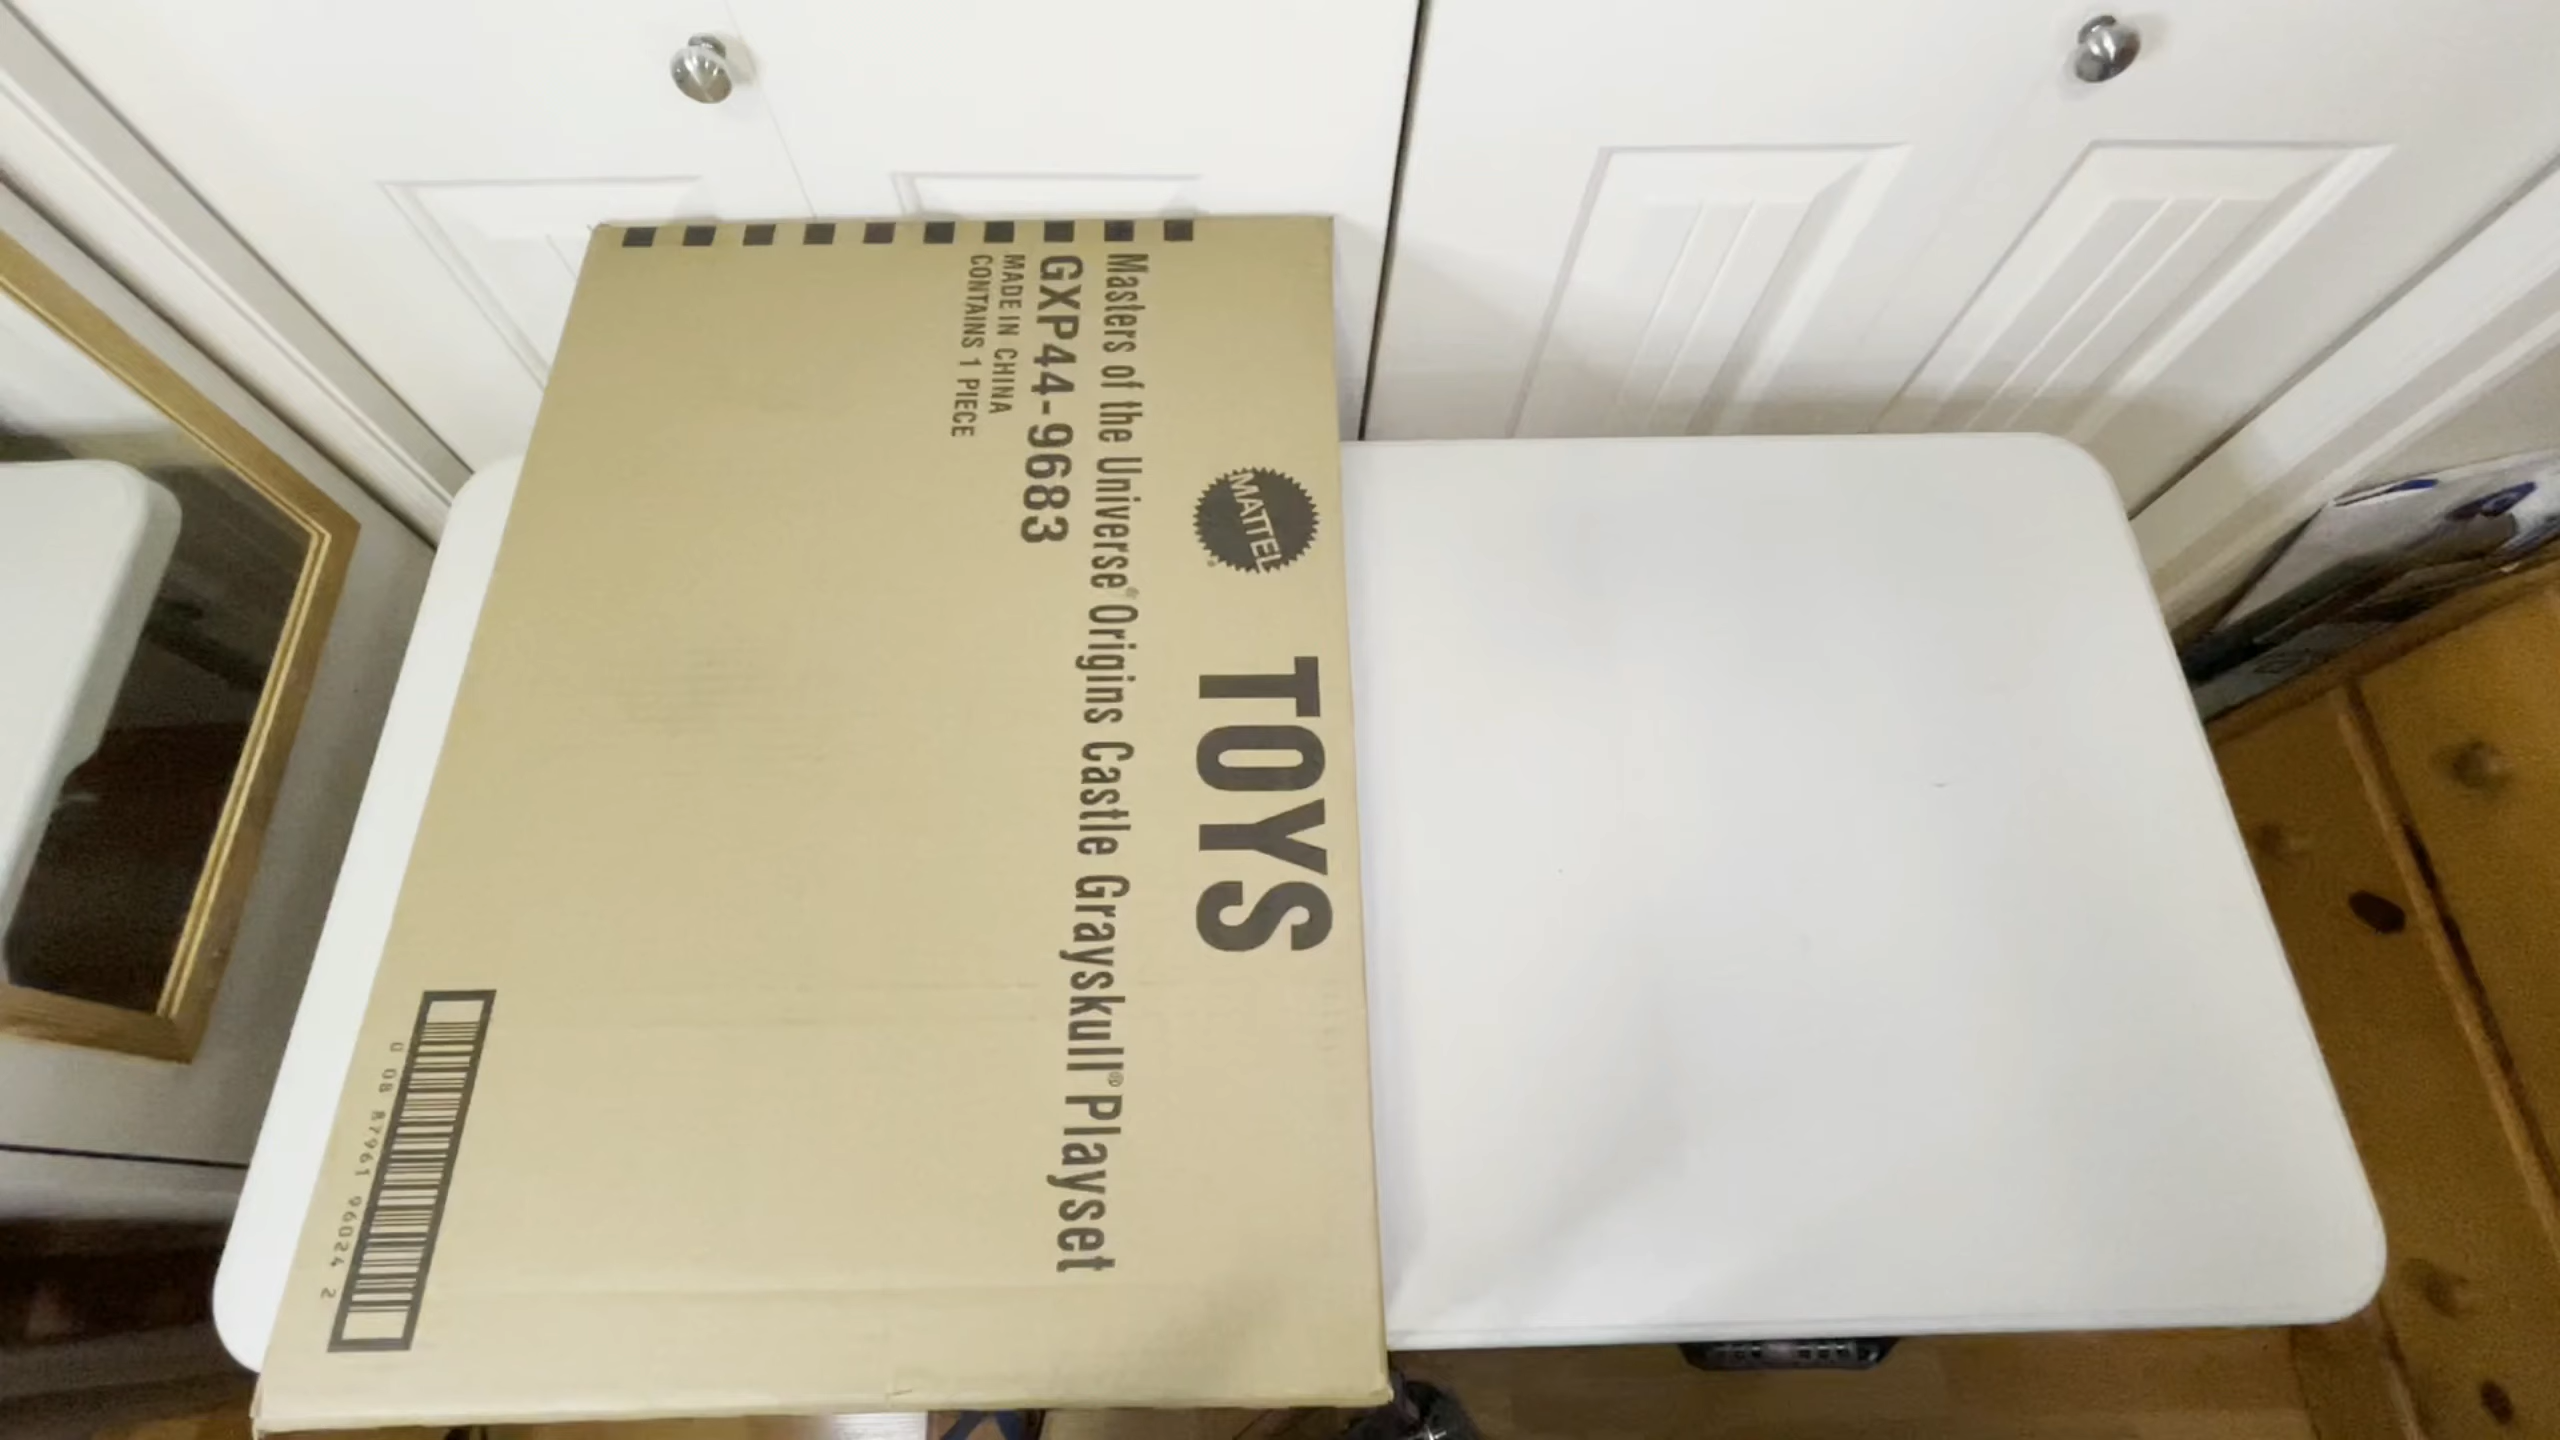 MATTEL
TOYS
Masters of the Universe® Origins Castle Grayskull® Playset
GXP44-9683
MADE IN CHINA
CONTAINS 1 PIECE
0 08 87961 96024 2